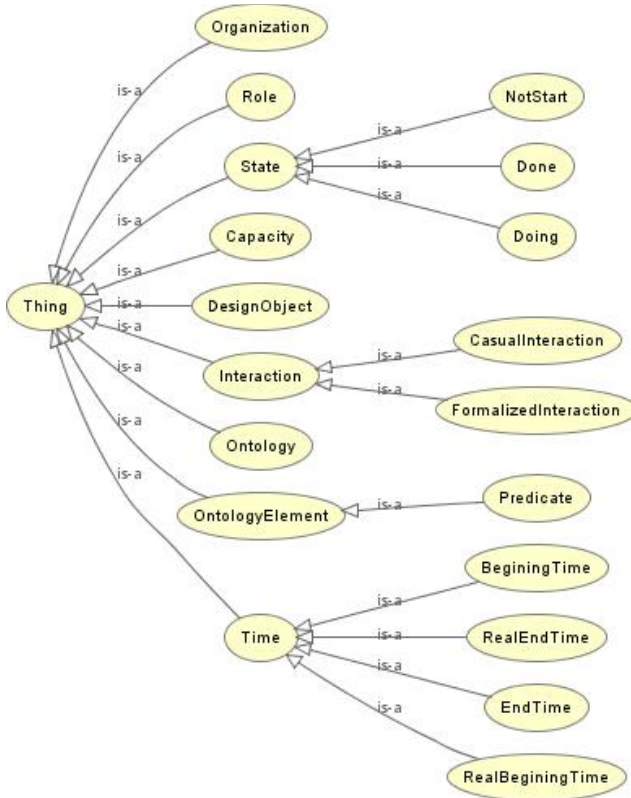 Organization
is-a
Role
NotStart
is-a
is-a
is-a
State
is-a
Done
is-a
is-a
Capacity
Doing
is-a
Thing
is-a
DesignObject
is-a
CasualInteraction
is-a
Interaction
is-a
is-a
FormalizedInteraction
is-a
Ontology
is-a
Predicate
is-a
OntologyElement
BeginingTime
is-a
Time
is-a
RealEndTime
is-a
EndTime
is-a
RealBeginingTime